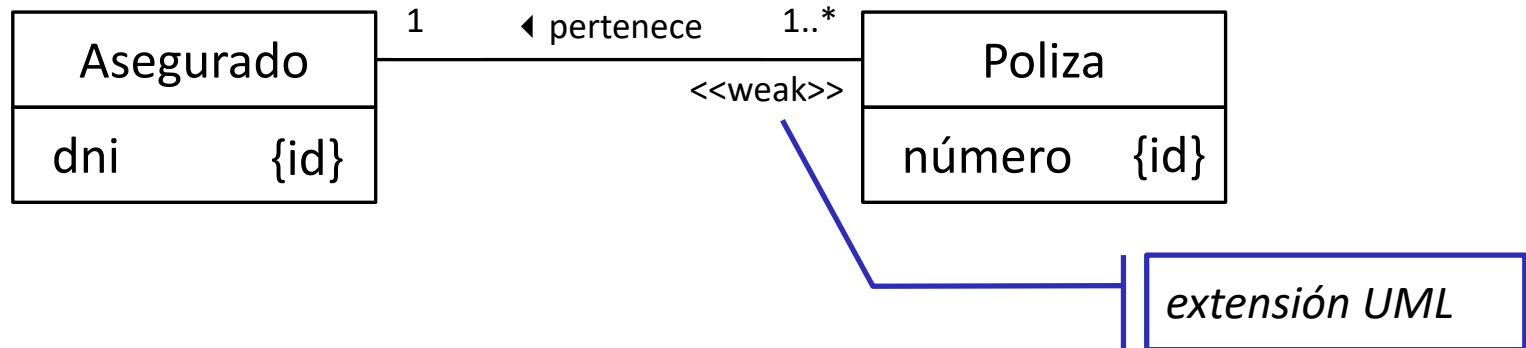 Asegurado
dni {id}
1 ◀ pertenece 1..*
<<weak>>
Poliza
número {id}
extensión UML